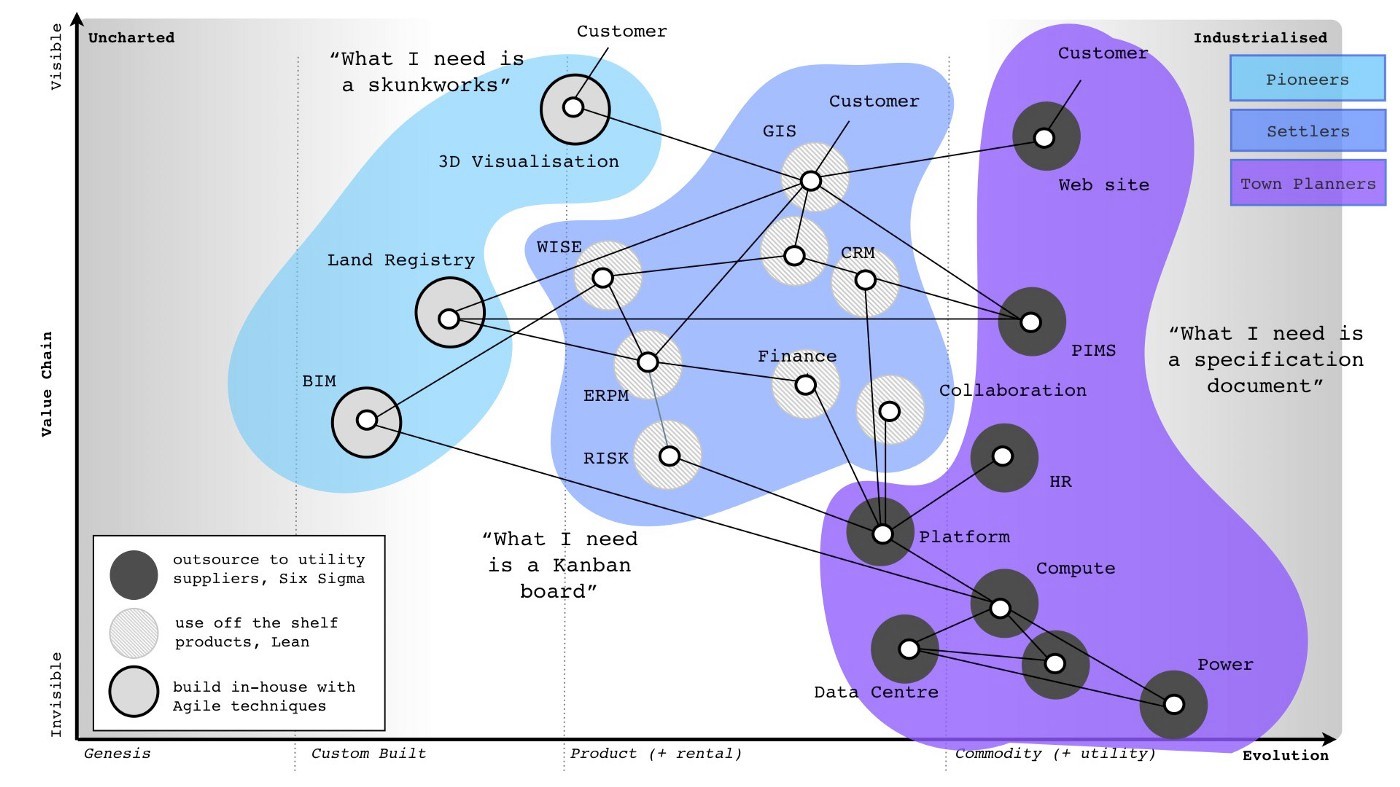 Visible
Uncharted
Customer
Industrialised
“What I need is
a skunkworks”
Customer
Pioneers
Customer
GIS
Settlers
3D Visualisation
Web site
Town Planners
WISE
CRM
Land Registry
“What I need is
a specification
document”
PIMS
Finance
Value Chain
BIM
ERPM
Collaboration
RISK
HR
“What I need
is a Kanban
board”
Platform
outsource to utility
suppliers, Six Sigma
Compute
use off the shelf
products, Lean
Power
Data Centre
build in-house with
Agile techniques
Invisible
Genesis
Custom Built
Product (+ rental)
Commodity (+ utility)
Evolution